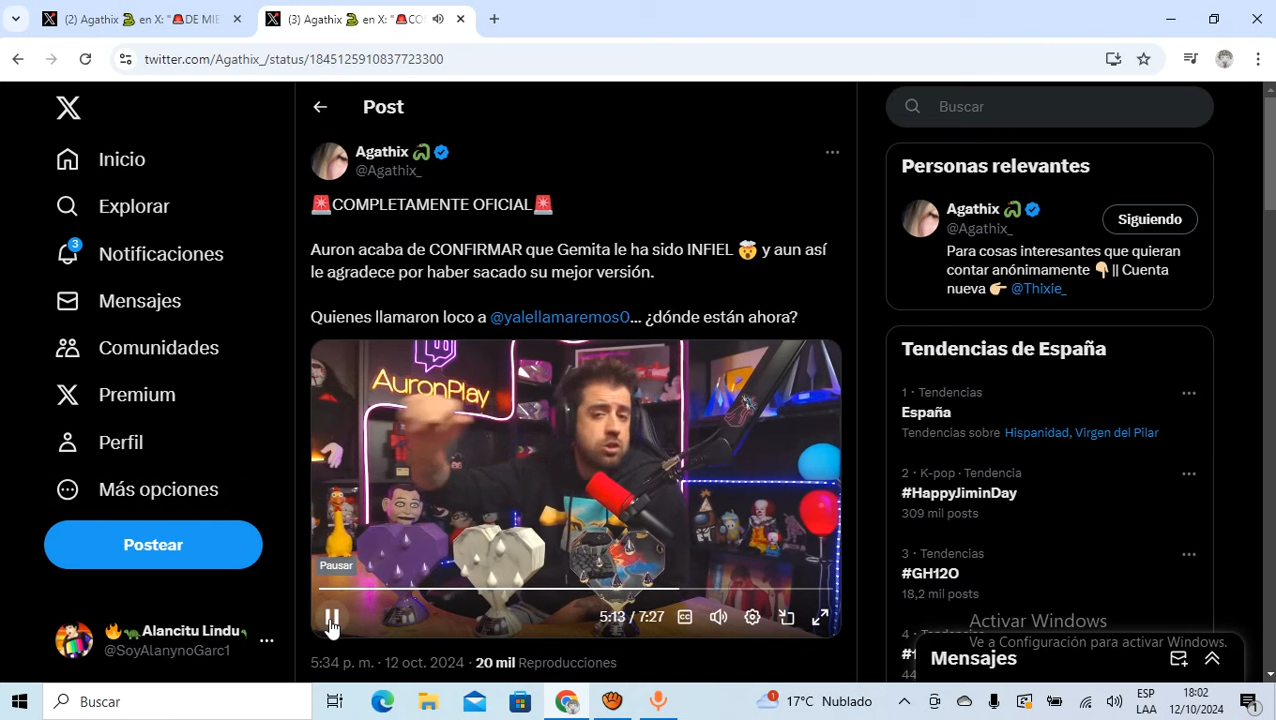 (2) Agathix en X: "🚨DE MIE
(3) Agathix en X: "🚨CO
twitter.com/Agathix_/status/1845125910837723300
Inicio
Explorar
3
Notificaciones
Mensajes
Comunidades
Premium
Perfil
Más opciones
Postear
🔥🦎Alancitu Lindu
@SoyAlanynoGarc1
Post
Agathix 🐍
@Agathix_
🚨COMPLETAMENTE OFICIAL🚨
Auron acaba de CONFIRMAR que Gemita le ha sido INFIEL 🤯 y aun así
le agradece por haber sacado su mejor versión.
Quienes llamaron loco a @yalellamaremos0... ¿dónde están ahora?
AuronPlay
Pausar
5:13 / 7:27
CC
5:34 p. m. · 12 oct. 2024 · 20 mil Reproducciones
Buscar
Personas relevantes
Agathix 🐍
@Agathix_
Siguiendo
Para cosas interesantes que quieran
contar anónimamente 👇🏼 || Cuenta
nueva 👉🏼 @Thixie_
Tendencias de España
1 · Tendencias
España
Tendencias sobre Hispanidad, Virgen del Pilar
2 · K-pop · Tendencia
#HappyJiminDay
309 mil posts
3 · Tendencias
#GH12O
18,2 mil posts
4 · Tendencias
Activar Windows
Ve a Configuración para activar Windows.
Mensajes
Buscar
17°C Nublado
ESP
LAA
18:02
12/10/2024
1